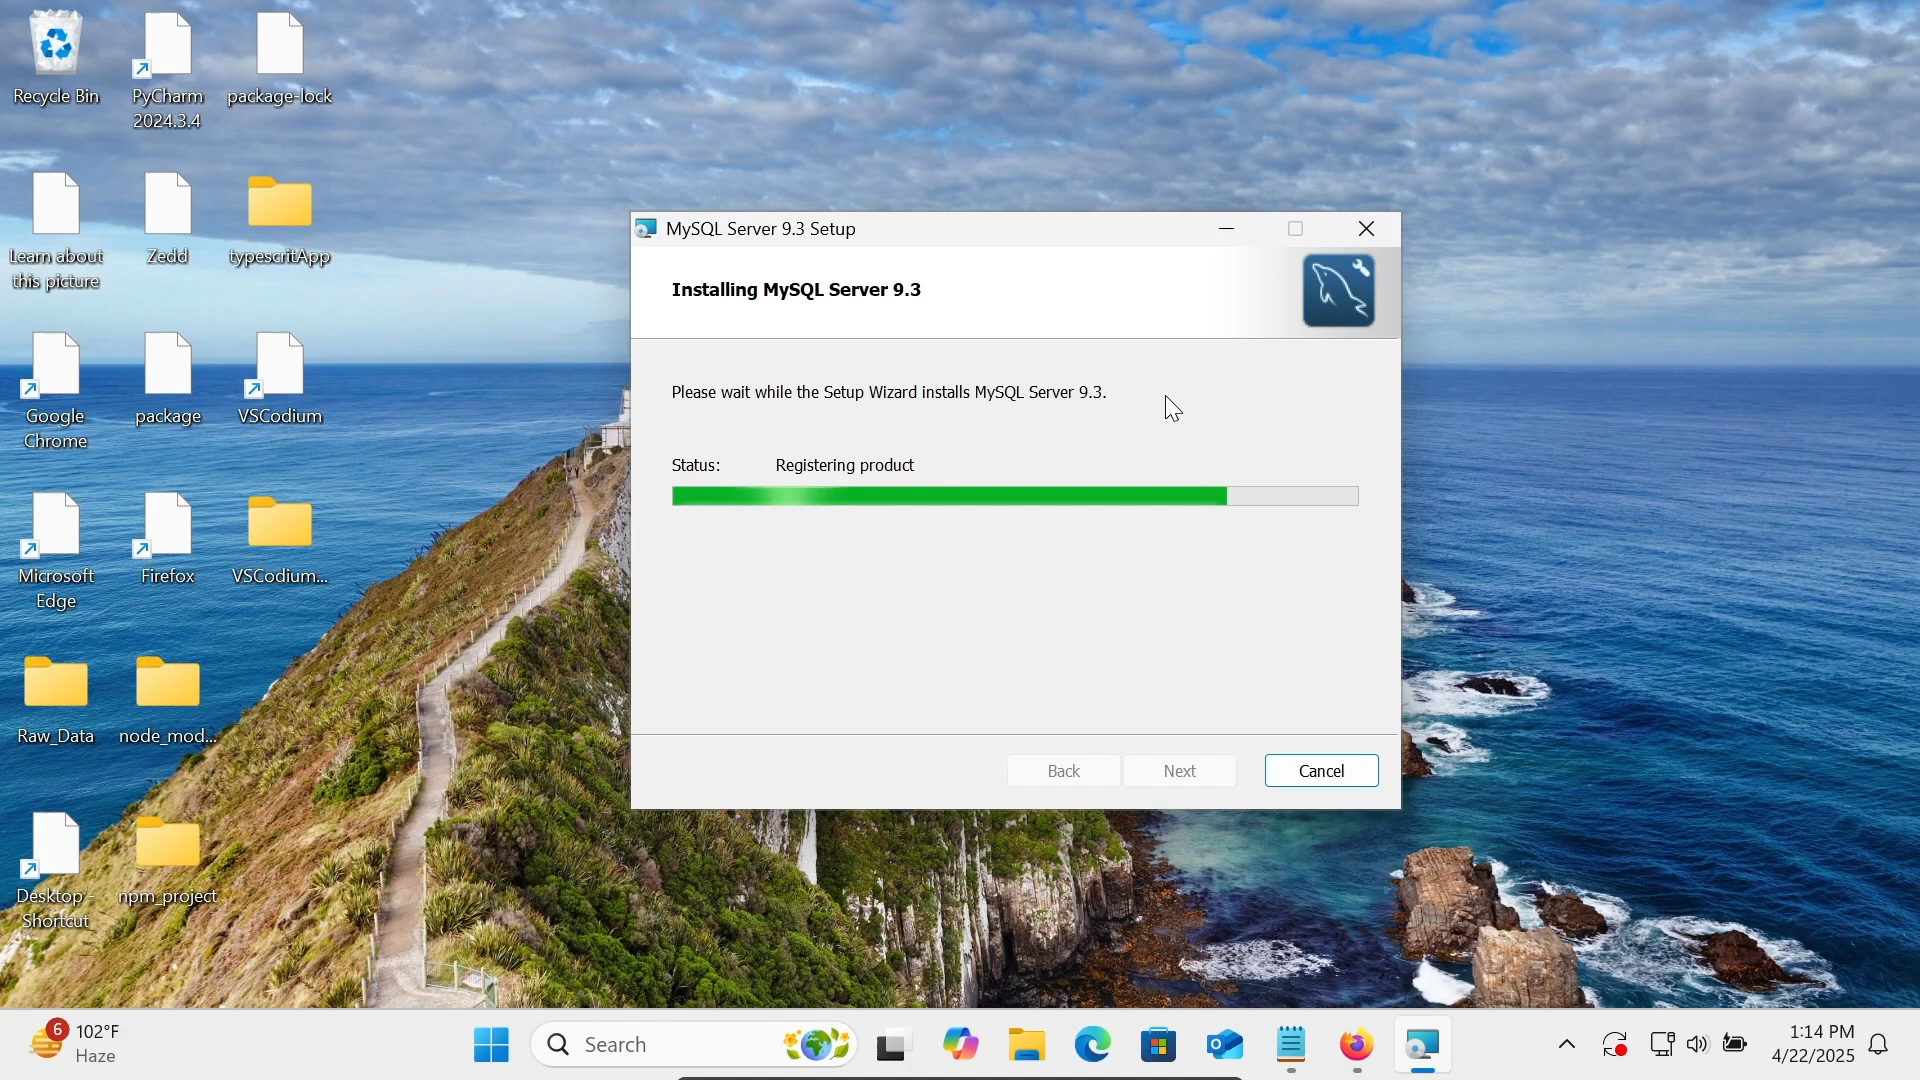 Recycle Bin
PyCharm
2024.3.4
package-lock
Learn about
this picture
Zedd
typescritApp
Google
Chrome
package
VSCodium
Microsoft
Edge
Firefox
VSCodium...
Raw_Data
node_mod...
Desktop -
Shortcut
npm_project
MySQL Server 9.3 Setup
Installing MySQL Server 9.3
Please wait while the Setup Wizard installs MySQL Server 9.3.
Status: Registering product
Back Next Cancel
6
102°F
Haze
Search
1:14 PM
4/22/2025